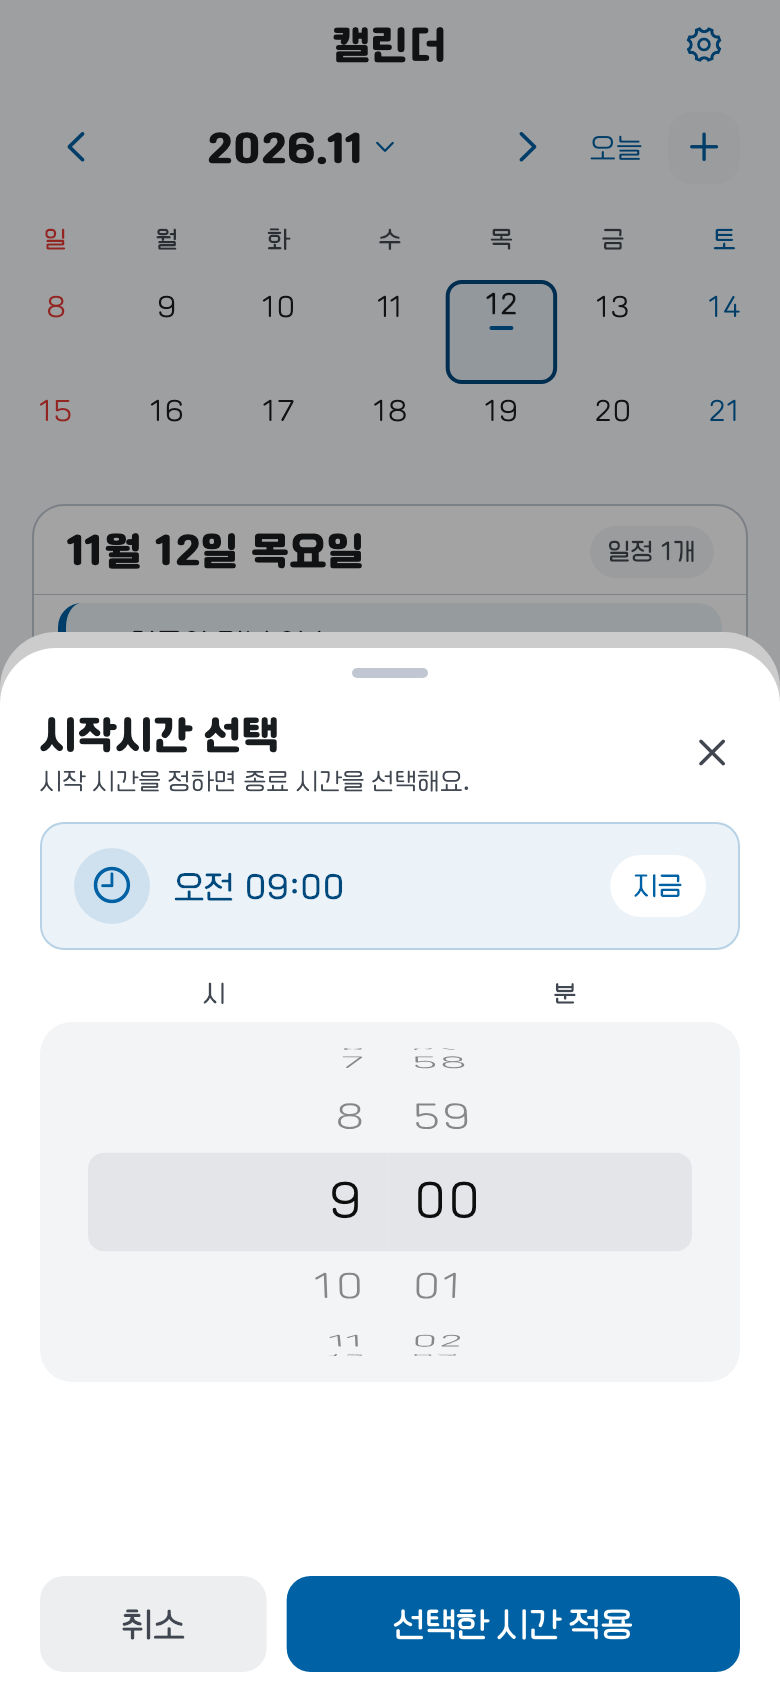 캘린더
2026.11 오늘
일 월 화 수 목 금 토
8 9 10 11 12 13 14
15 16 17 18 19 20 21
11월 12일 목요일 일정 1개
시작시간 선택
시작 시간을 정하면 종료 시간을 선택해요.
오전 09:00 지금
시 분
7 58
8 59
9 00
10 01
11 02
취소 선택한 시간 적용